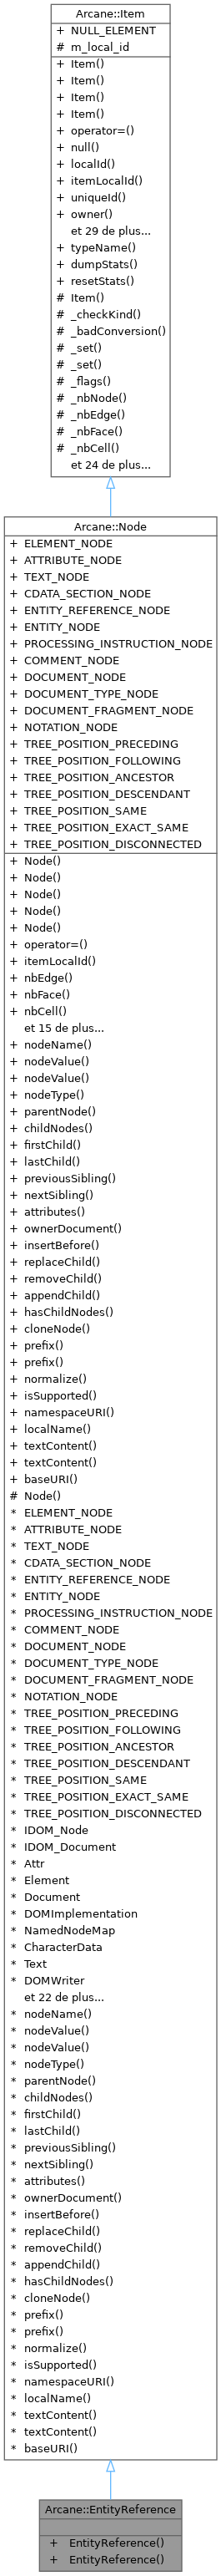 Arcane::Item
+ NULL_ELEMENT
# m_local_id
+ Item()
+ Item()
+ Item()
+ Item()
+ operator=()
+ null()
+ localId()
+ itemLocalId()
+ uniqueId()
+ owner()
et 29 de plus...
+ typeName()
+ dumpStats()
+ resetStats()
# Item()
# _checkKind()
# _badConversion()
# _set()
# _set()
# _flags()
# _nbNode()
# _nbEdge()
# _nbFace()
# _nbCell()
et 24 de plus...
Arcane::Node
+ ELEMENT_NODE
+ ATTRIBUTE_NODE
+ TEXT_NODE
+ CDATA_SECTION_NODE
+ ENTITY_REFERENCE_NODE
+ ENTITY_NODE
+ PROCESSING_INSTRUCTION_NODE
+ COMMENT_NODE
+ DOCUMENT_NODE
+ DOCUMENT_TYPE_NODE
+ DOCUMENT_FRAGMENT_NODE
+ NOTATION_NODE
+ TREE_POSITION_PRECEDING
+ TREE_POSITION_FOLLOWING
+ TREE_POSITION_ANCESTOR
+ TREE_POSITION_DESCENDANT
+ TREE_POSITION_SAME
+ TREE_POSITION_EXACT_SAME
+ TREE_POSITION_DISCONNECTED
+ Node()
+ Node()
+ Node()
+ Node()
+ Node()
+ operator=()
+ itemLocalId()
+ nbEdge()
+ nbFace()
+ nbCell()
et 15 de plus...
+ nodeName()
+ nodeValue()
+ nodeValue()
+ nodeType()
+ parentNode()
+ childNodes()
+ firstChild()
+ lastChild()
+ previousSibling()
+ nextSibling()
+ attributes()
+ ownerDocument()
+ insertBefore()
+ replaceChild()
+ removeChild()
+ appendChild()
+ hasChildNodes()
+ cloneNode()
+ prefix()
+ prefix()
+ normalize()
+ isSupported()
+ namespaceURI()
+ localName()
+ textContent()
+ textContent()
+ baseURI()
# Node()
* ELEMENT_NODE
* ATTRIBUTE_NODE
* TEXT_NODE
* CDATA_SECTION_NODE
* ENTITY_REFERENCE_NODE
* ENTITY_NODE
* PROCESSING_INSTRUCTION_NODE
* COMMENT_NODE
* DOCUMENT_NODE
* DOCUMENT_TYPE_NODE
* DOCUMENT_FRAGMENT_NODE
* NOTATION_NODE
* TREE_POSITION_PRECEDING
* TREE_POSITION_FOLLOWING
* TREE_POSITION_ANCESTOR
* TREE_POSITION_DESCENDANT
* TREE_POSITION_SAME
* TREE_POSITION_EXACT_SAME
* TREE_POSITION_DISCONNECTED
* IDOM_Node
* IDOM_Document
* Attr
* Element
* Document
* DOMImplementation
* NamedNodeMap
* CharacterData
* Text
* DOMWriter
et 22 de plus...
* nodeName()
* nodeValue()
* nodeValue()
* nodeType()
* parentNode()
* childNodes()
* firstChild()
* lastChild()
* previousSibling()
* nextSibling()
* attributes()
* ownerDocument()
* insertBefore()
* replaceChild()
* removeChild()
* appendChild()
* hasChildNodes()
* cloneNode()
* prefix()
* prefix()
* normalize()
* isSupported()
* namespaceURI()
* localName()
* textContent()
* textContent()
* baseURI()
Arcane::EntityReference
+ EntityReference()
+ EntityReference()